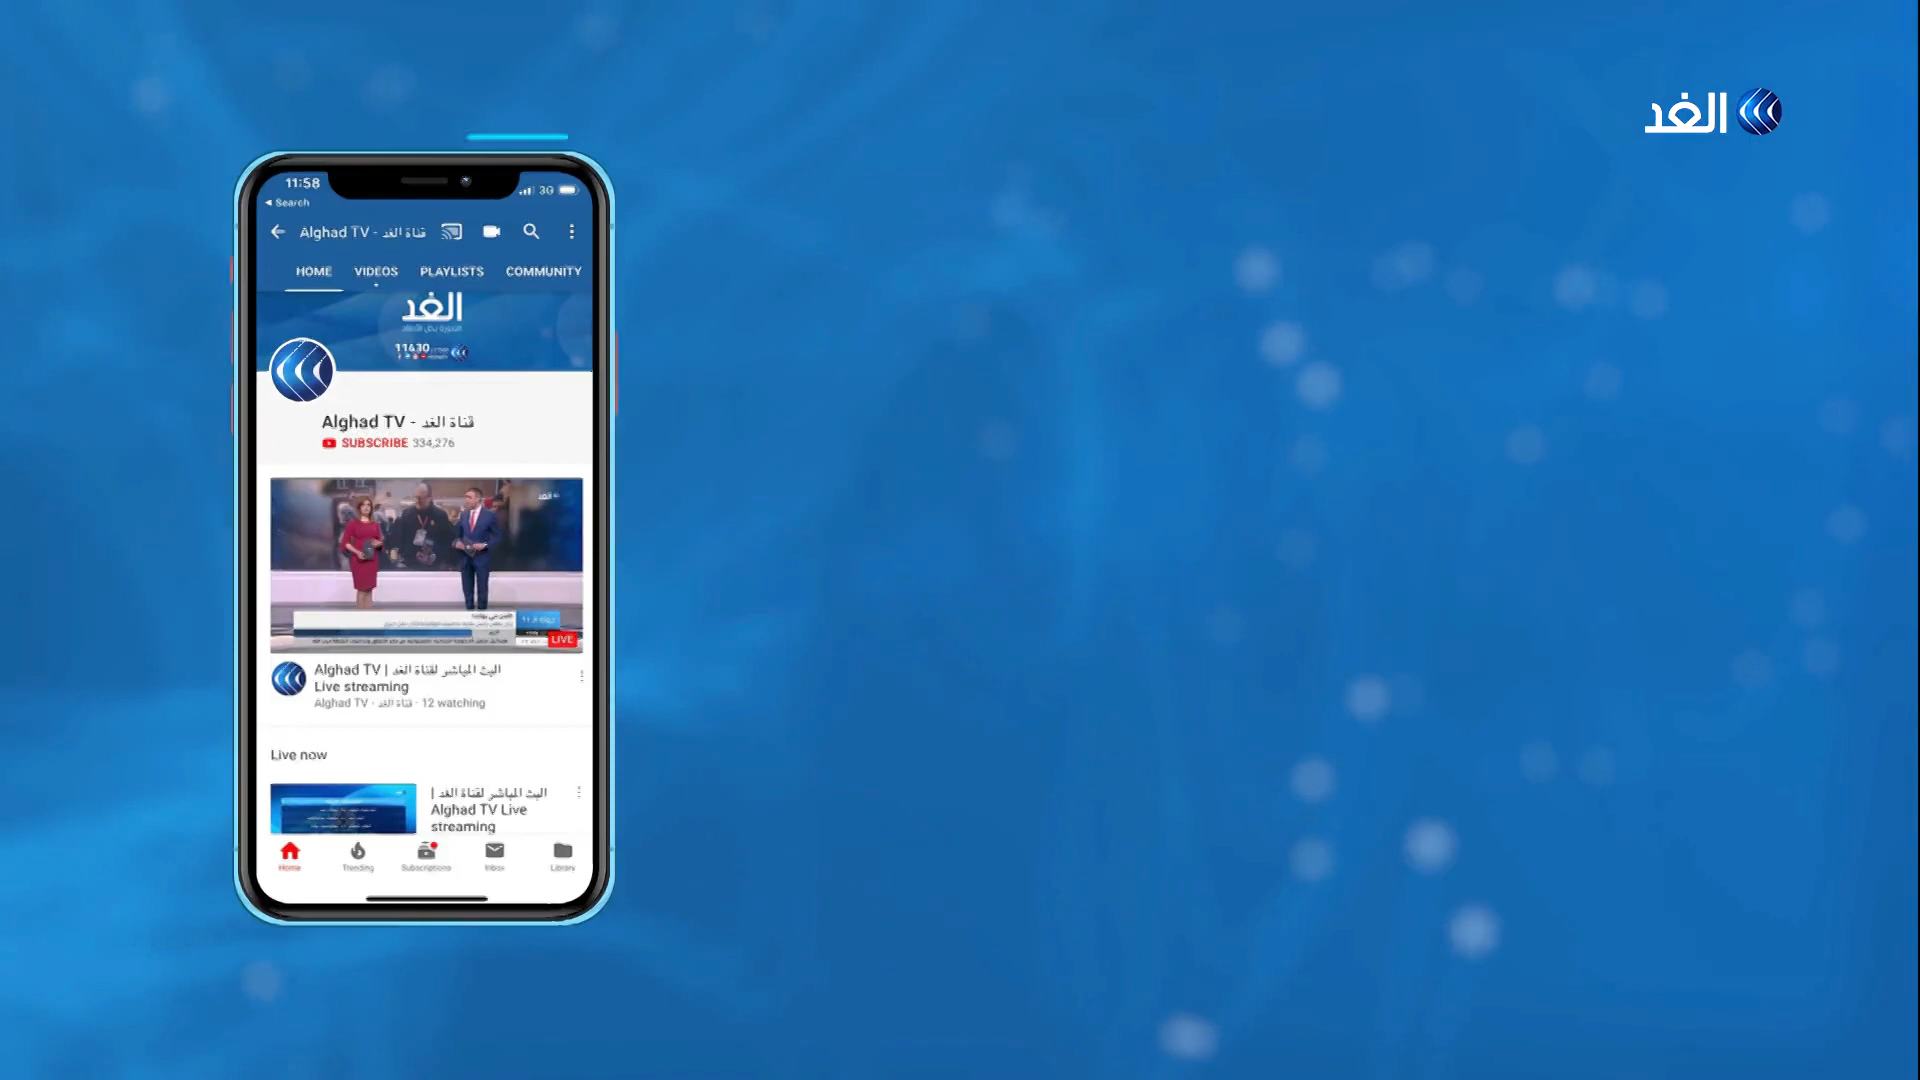 الغد
11:58
3G
Search
Alghad TV - قناة الغد
HOME VIDEOS PLAYLISTS COMMUNITY
الغد
11430
Alghad TV - قناة الغد
SUBSCRIBE 334,276
الغد
LIVE
Alghad TV | البث المباشر لقناة الغد
Live streaming
Alghad TV - قناة الغد · 12 watching
Live now
البث المباشر لقناة الغد |
Alghad TV Live
streaming
Home Trending Subscriptions Inbox Library